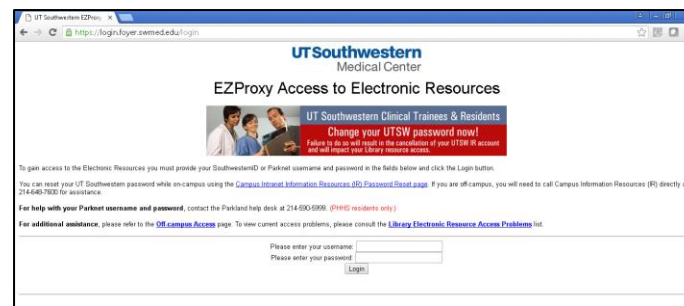 UT Southwestern EZProxy
https://login.foyer.swmed.edu/login
UTSouthwestern
Medical Center
EZProxy Access to Electronic Resources
UT Southwestern Clinical Trainees & Residents
Change your UTSW password now!
Failure to do so will result in the cancellation of your UTSW IR account
and will impact your Library resource access.
To gain access to the Electronic Resources you must provide your SouthwesternID or Parknet username and password in the fields below and click the Login button.
You can reset your UT Southwestern password while on-campus using the Campus Intranet Information Resources (IR) Password Reset page. If you are off-campus, you will need to call Campus Information Resources (IR) directly
214-648-7600 for assistance.
For help with your Parknet username and password, contact the Parkland help desk at 214-590-5999. (PHHS residents only.)
For additional assistance, please refer to the Off-campus Access page. To view current access problems, please consult the Library Electronic Resource Access Problems list.
Please enter your username:
Please enter your password:
Login